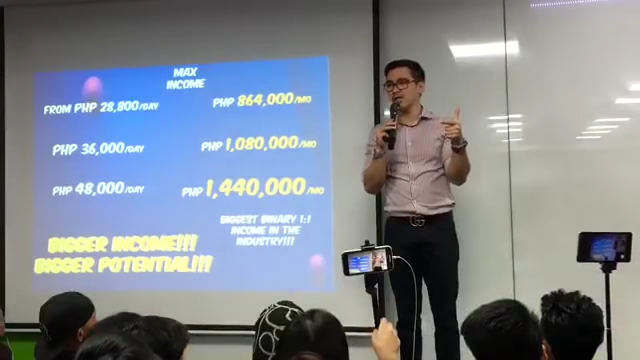 MAX
INCOME
FROM PHP 28,800/DAY
PHP 864,000/MO
PHP 36,000/DAY
PHP 1,080,000/MO
PHP 48,000/DAY
PHP 1,440,000/MO
BIGGEST BINARY 1:1
INCOME IN THE
INDUSTRY!!!
BIGGER INCOME!!!
BIGGER POTENTIAL!!!